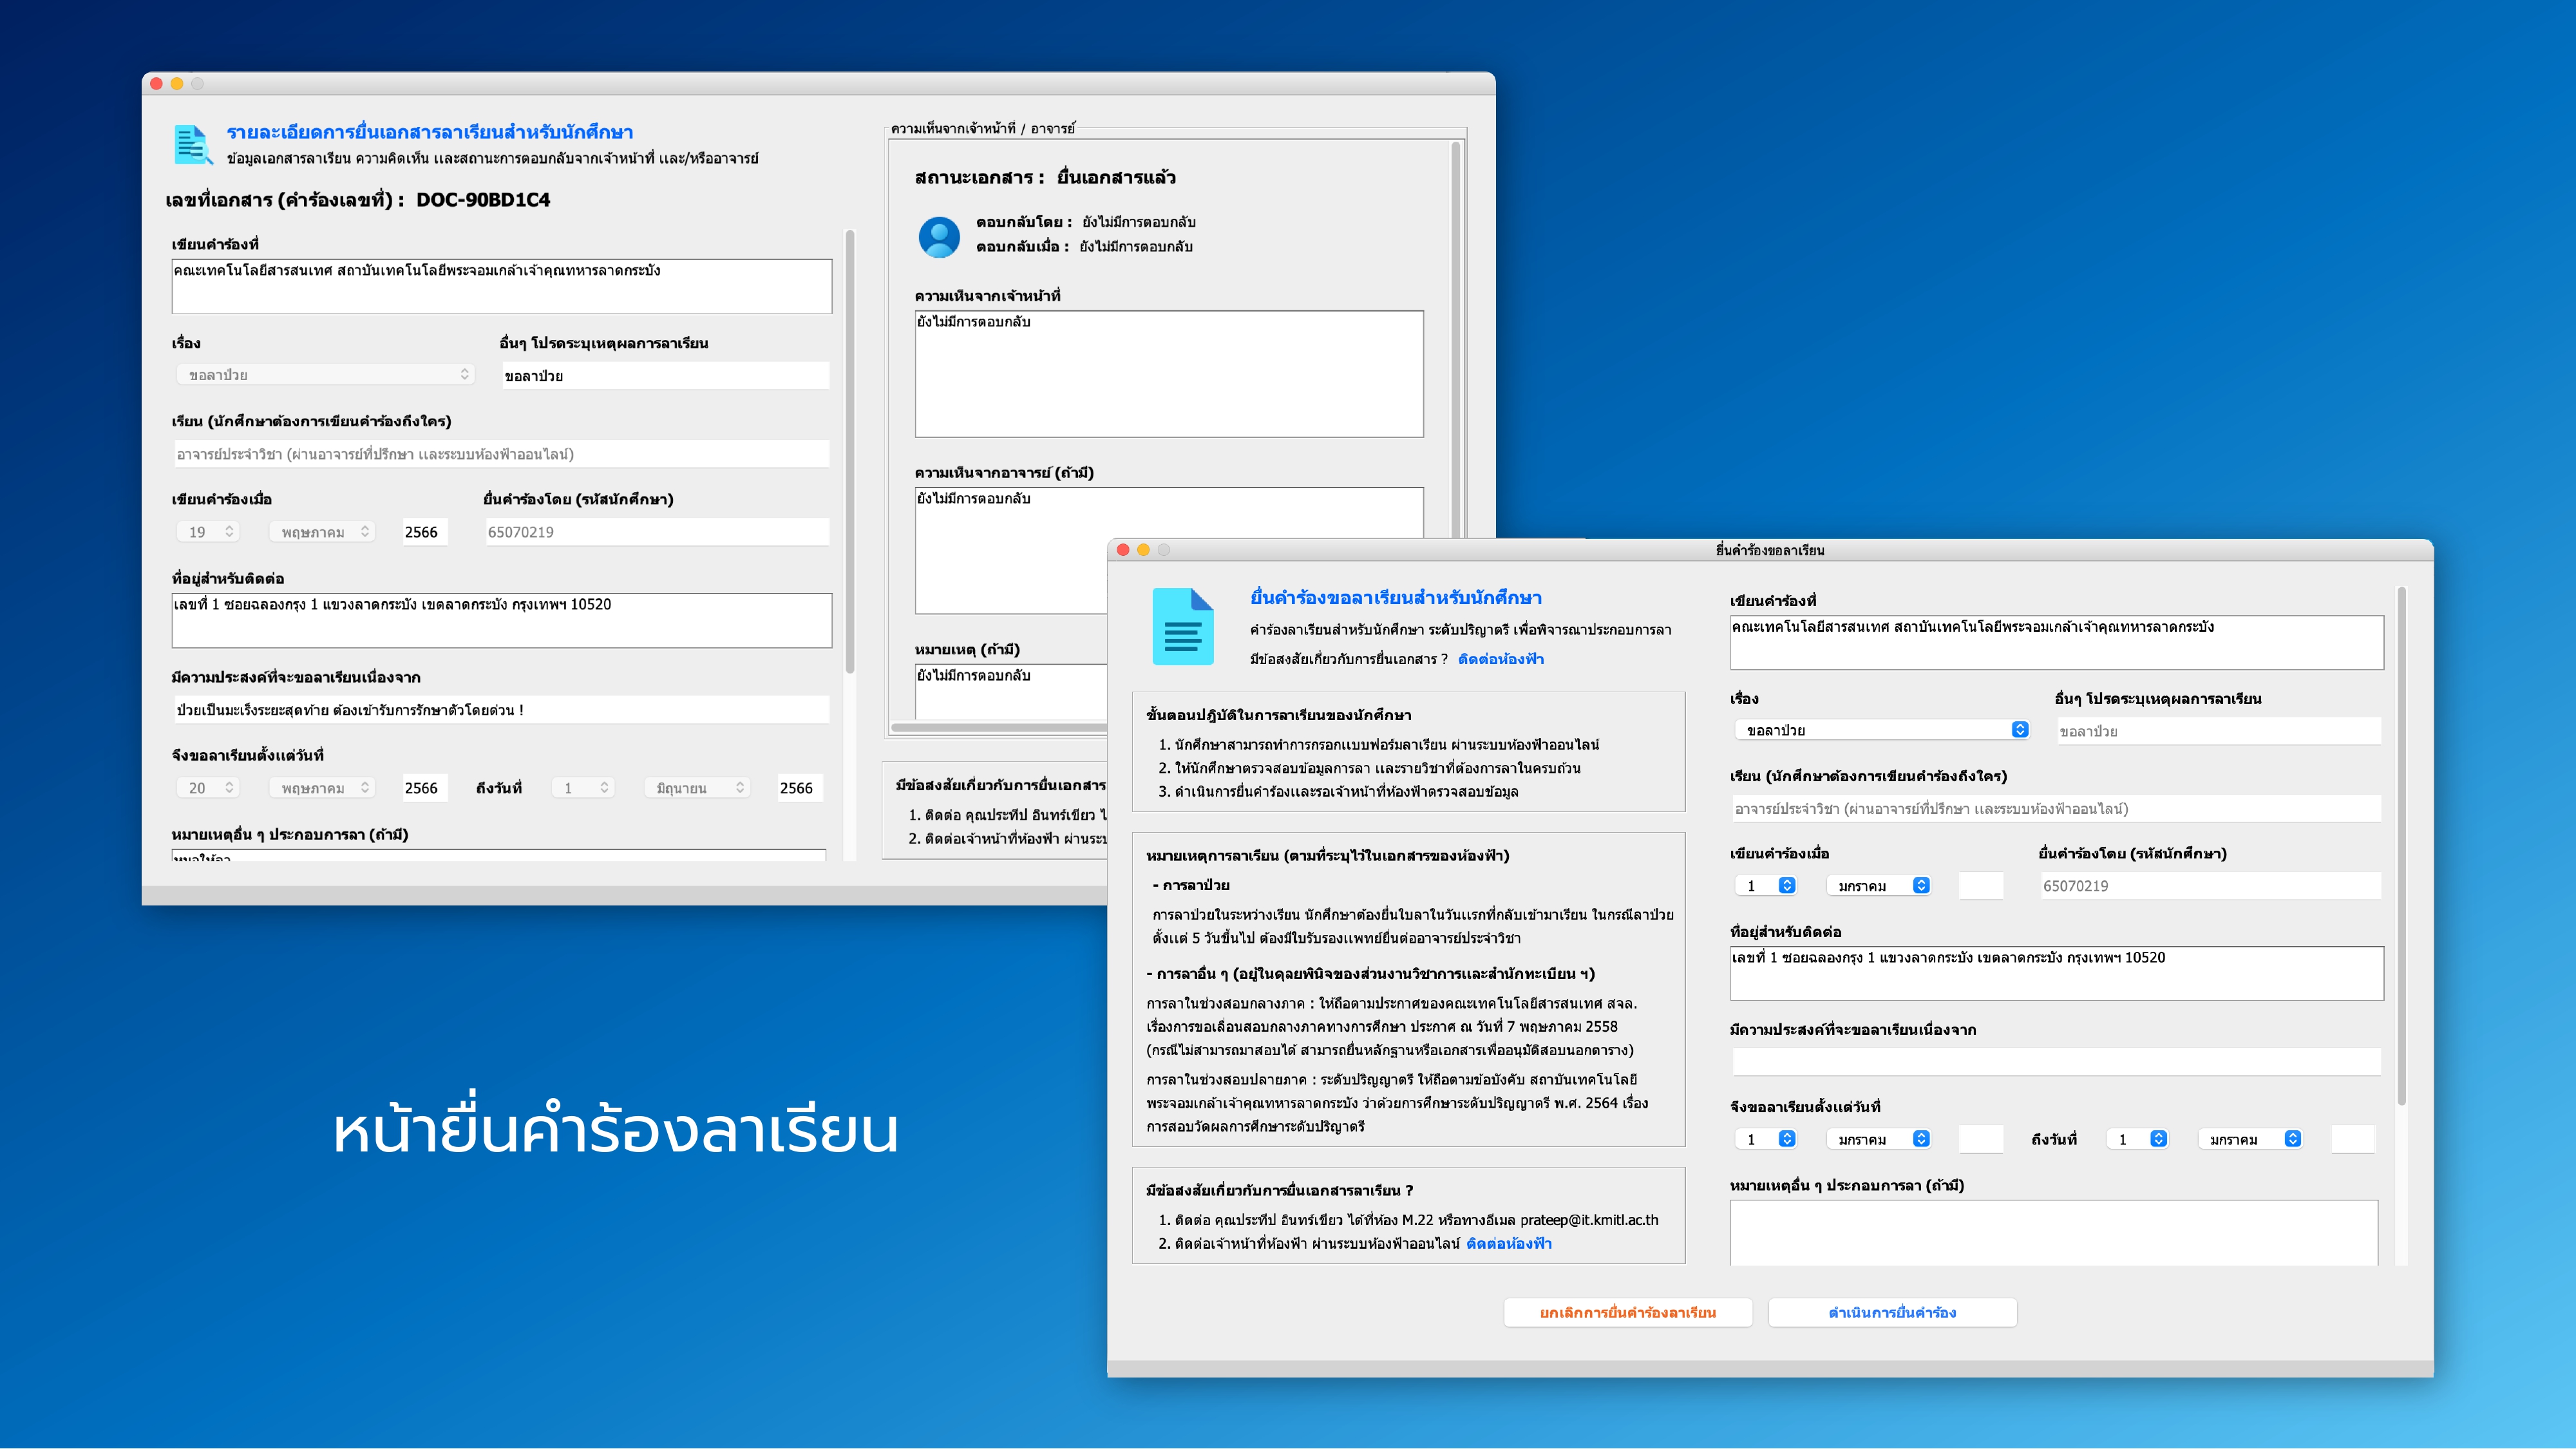 รายละเอียดการยื่นเอกสารลาเรียนสำหรับนักศึกษา
ข้อมูลเอกสารลาเรียน ความคิดเห็น และสถานะการตอบกลับจากเจ้าหน้าที่ และ/หรืออาจารย์
เลขที่เอกสาร (คำร้องเลขที่) : DOC-90BD1C4
เขียนคำร้องที่
คณะเทคโนโลยีสารสนเทศ สถาบันเทคโนโลยีพระจอมเกล้าเจ้าคุณทหารลาดกระบัง
เรื่อง อื่นๆ โปรดระบุเหตุผลการลาเรียน
ขอลาป่วย ขอลาป่วย
เรียน (นักศึกษาต้องการเขียนคำร้องถึงใคร)
อาจารย์ประจำวิชา (ผ่านอาจารย์ที่ปรึกษา และระบบห้องฟ้าออนไลน์)
เขียนคำร้องเมื่อ ยื่นคำร้องโดย (รหัสนักศึกษา)
19 พฤษภาคม 2566 65070219
ที่อยู่สำหรับติดต่อ
เลขที่ 1 ซอยฉลองกรุง 1 แขวงลาดกระบัง เขตลาดกระบัง กรุงเทพฯ 10520
มีความประสงค์ที่จะขอลาเรียนเนื่องจาก
ป่วยเป็นมะเร็งระยะสุดท้าย ต้องเข้ารับการรักษาตัวโดยด่วน !
จึงขอลาเรียนตั้งแต่วันที่
20 พฤษภาคม 2566 ถึงวันที่ 1 มิถุนายน 2566
หมายเหตุอื่น ๆ ประกอบการลา (ถ้ามี)
ความเห็นจากเจ้าหน้าที่ / อาจารย์
สถานะเอกสาร : ยื่นเอกสารแล้ว
ตอบกลับโดย : ยังไม่มีการตอบกลับ
ตอบกลับเมื่อ : ยังไม่มีการตอบกลับ
ความเห็นจากเจ้าหน้าที่
ยังไม่มีการตอบกลับ
ความเห็นจากอาจารย์ (ถ้ามี)
ยังไม่มีการตอบกลับ
หมายเหตุ (ถ้ามี)
ยังไม่มีการตอบกลับ
มีข้อสงสัยเกี่ยวกับการยื่นเอกสาร
1. ติดต่อ คุณประทีป อินทร์เขียว
2. ติดต่อเจ้าหน้าที่ห้องฟ้า
ยื่นคำร้องขอลาเรียน
ยื่นคำร้องขอลาเรียนสำหรับนักศึกษา
คำร้องลาเรียนสำหรับนักศึกษา ระดับปริญาตรี เพื่อพิจารณาประกอบการลา
มีข้อสงสัยเกี่ยวกับการยื่นเอกสาร ? ติดต่อห้องฟ้า
ขั้นตอนปฎิบัติในการลาเรียนของนักศึกษา
1. นักศึกษาสามารถทำการกรอกแบบฟอร์มลาเรียน ผ่านระบบห้องฟ้าออนไลน์
2. ให้นักศึกษาตรวจสอบข้อมูลการลา และรายวิชาที่ต้องการลาในครบถ้วน
3. ดำเนินการยื่นคำร้องและรอเจ้าหน้าที่ห้องฟ้าตรวจสอบข้อมูล
หมายเหตุการลาเรียน (ตามที่ระบุไว้ในเอกสารของห้องฟ้า)
- การลาป่วย
การลาป่วยในระหว่างเรียน นักศึกษาต้องยื่นใบลาในวันแรกที่กลับเข้ามาเรียน ในกรณีลาป่วย
ตั้งแต่ 5 วันขึ้นไป ต้องมีใบรับรองแพทย์ยื่นต่ออาจารย์ประจำวิชา
- การลาอื่น ๆ (อยู่ในดุลยพินิจของส่วนงานวิชาการและสำนักทะเบียน ฯ)
การลาในช่วงสอบกลางภาค : ให้ถือตามประกาศของคณะเทคโนโลยีสารสนเทศ สจล.
เรื่องการขอเลื่อนสอบกลางภาคทางการศึกษา ประกาศ ณ วันที่ 7 พฤษภาคม 2558
(กรณีไม่สามารถมาสอบได้ สามารถยื่นหลักฐานหรือเอกสารเพื่ออนุมัติสอบนอกตาราง)
การลาในช่วงสอบปลายภาค : ระดับปริญญาตรี ให้ถือตามข้อบังคับ สถาบันเทคโนโลยี
พระจอมเกล้าเจ้าคุณทหารลาดกระบัง ว่าด้วยการศึกษาระดับปริญญาตรี พ.ศ. 2564 เรื่อง
การสอบวัดผลการศึกษาระดับปริญาตรี
มีข้อสงสัยเกี่ยวกับการยื่นเอกสารลาเรียน ?
1. ติดต่อ คุณประทีป อินทร์เขียว ได้ที่ห้อง M.22 หรือทางอีเมล prateep@it.kmitl.ac.th
2. ติดต่อเจ้าหน้าที่ห้องฟ้า ผ่านระบบห้องฟ้าออนไลน์ ติดต่อห้องฟ้า
เขียนคำร้องที่
คณะเทคโนโลยีสารสนเทศ สถาบันเทคโนโลยีพระจอมเกล้าเจ้าคุณทหารลาดกระบัง
เรื่อง อื่นๆ โปรดระบุเหตุผลการลาเรียน
ขอลาป่วย ขอลาป่วย
เรียน (นักศึกษาต้องการเขียนคำร้องถึงใคร)
อาจารย์ประจำวิชา (ผ่านอาจารย์ที่ปรึกษา และระบบห้องฟ้าออนไลน์)
เขียนคำร้องเมื่อ ยื่นคำร้องโดย (รหัสนักศึกษา)
1 มกราคม 65070219
ที่อยู่สำหรับติดต่อ
เลขที่ 1 ซอยฉลองกรุง 1 แขวงลาดกระบัง เขตลาดกระบัง กรุงเทพฯ 10520
มีความประสงค์ที่จะขอลาเรียนเนื่องจาก
จึงขอลาเรียนตั้งแต่วันที่
1 มกราคม ถึงวันที่ 1 มกราคม
หมายเหตุอื่น ๆ ประกอบการลา (ถ้ามี)
ยกเลิกการยื่นคำร้องลาเรียน ดำเนินการยื่นคำร้อง
หน้ายื่นคำร้องลาเรียน